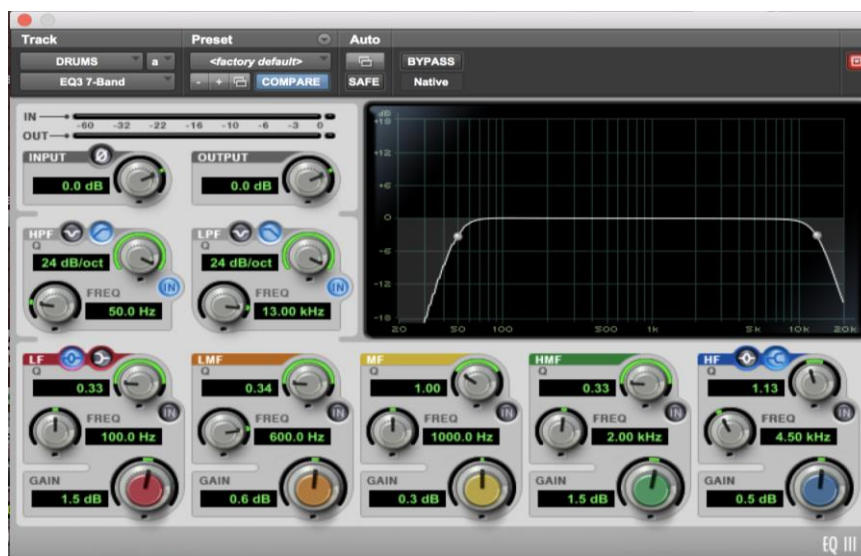 Track Preset Auto
DRUMS a <factory default> BYPASS
EQ3 7-Band - + COMPARE SAFE Native
IN
-60 -32 -22 -16 -10 -6 -3 0
OUT
INPUT Ø OUTPUT
0.0 dB 0.0 dB
HPF LPF
Q Q
24 dB/oct 24 dB/oct
IN IN
FREQ FREQ
50.0 Hz 13.00 kHz
dB
+18
+12
+6
0
-6
-12
-18
20 50 100 500 1k 5k 10k 20k
LF LMF MF HMF HF
Q Q Q Q Q
0.33 0.34 1.00 0.33 1.13
IN IN IN IN IN
FREQ FREQ FREQ FREQ FREQ
100.0 Hz 600.0 Hz 1000.0 Hz 2.00 kHz 4.50 kHz
GAIN GAIN GAIN GAIN GAIN
1.5 dB 0.6 dB 0.3 dB 1.5 dB 0.5 dB
EQ III